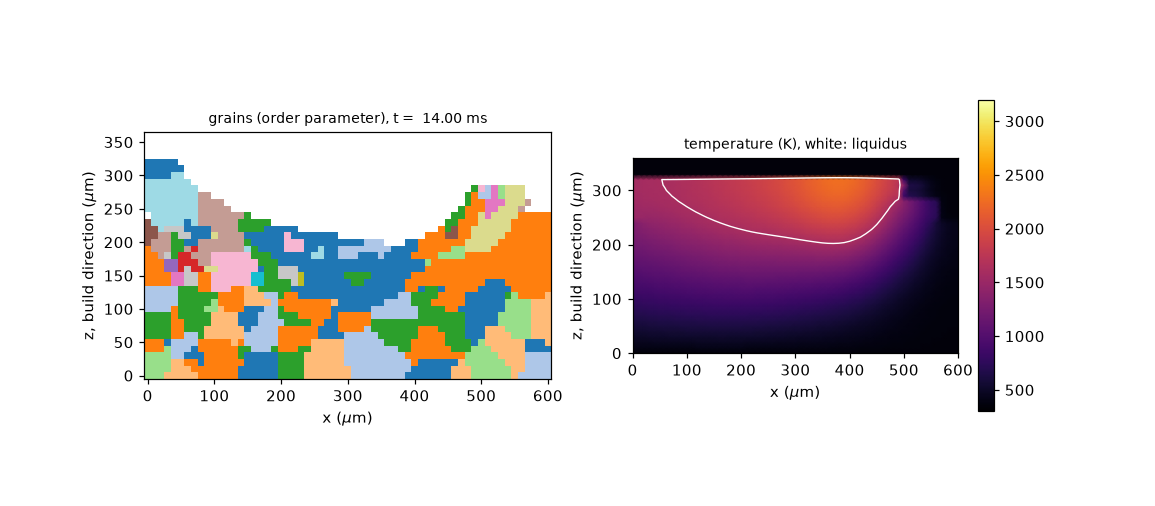 grains (order parameter), t =  14.00 ms
z, build direction (μm)
350
300
250
200
150
100
50
0
0 100 200 300 400 500 600
x (μm)
temperature (K), white: liquidus
z, build direction (μm)
300
200
100
0
0 100 200 300 400 500 600
x (μm)
3000
2500
2000
1500
1000
500